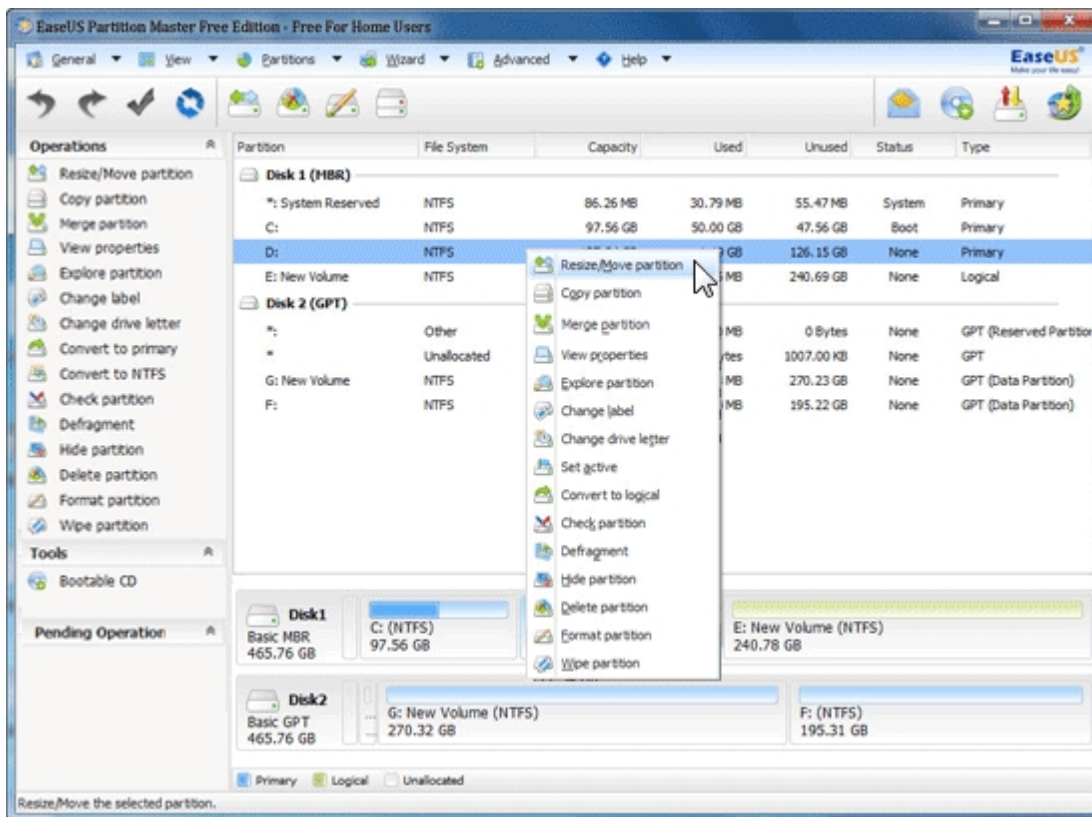 EaseUS Partition Master Free Edition - Free For Home Users
General View Partitions Wizard Advanced Help
EaseUS
Make your life easy!
Operations
Resize/Move partition
Copy partition
Merge partition
View properties
Explore partition
Change label
Change drive letter
Convert to primary
Convert to NTFS
Check partition
Defragment
Hide partition
Delete partition
Format partition
Wipe partition
Tools
Bootable CD
Pending Operation
Partition File System Capacity Used Unused Status Type
Disk 1 (MBR)
*: System Reserved NTFS 86.26 MB 30.79 MB 55.47 MB System Primary
C: NTFS 97.56 GB 50.00 GB 47.56 GB Boot Primary
D: NTFS GB 126.15 GB None Primary
E: New Volume NTFS MB 240.69 GB None Logical
Disk 2 (GPT)
*: Other MB 0 Bytes None GPT (Reserved Partition
* Unallocated ytes 1007.00 KB None GPT
G: New Volume NTFS MB 270.23 GB None GPT (Data Partition)
F: NTFS MB 195.22 GB None GPT (Data Partition)
Resize/Move partition
Copy partition
Merge partition
View properties
Explore partition
Change label
Change drive letter
Set active
Convert to logical
Check partition
Defragment
Hide partition
Delete partition
Format partition
Wipe partition
Disk1
Basic MBR
465.76 GB
C: (NTFS)
97.56 GB
E: New Volume (NTFS)
240.78 GB
Disk2
Basic GPT
465.76 GB
...
G: New Volume (NTFS)
270.32 GB
F: (NTFS)
195.31 GB
Primary Logical Unallocated
Resize/Move the selected partition.